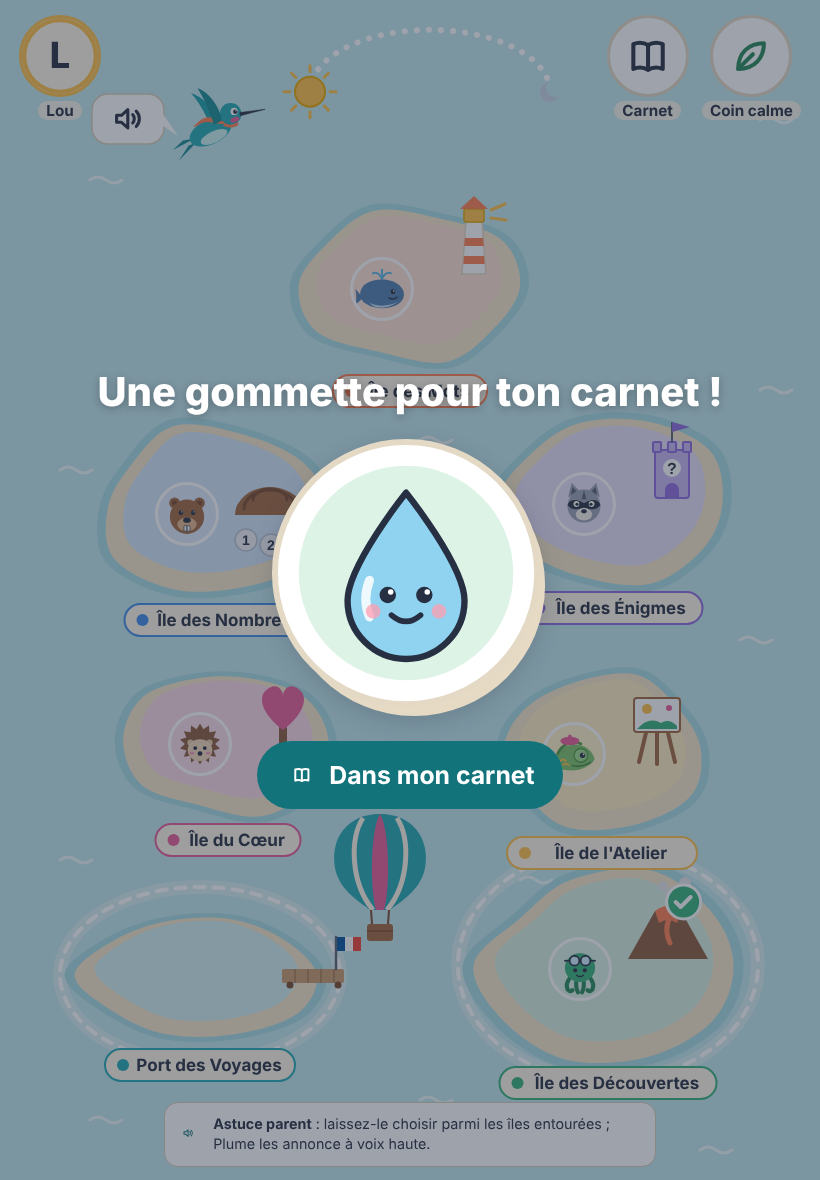 L
Lou
Carnet
Coin calme
Une gommette pour ton carnet !
?
1
2
Île des Nombre
Île des Énigmes
Dans mon carnet
Île du Cœur
Île de l'Atelier
Port des Voyages
Île des Découvertes
Astuce parent : laissez-le choisir parmi les îles entourées ;
Plume les annonce à voix haute.